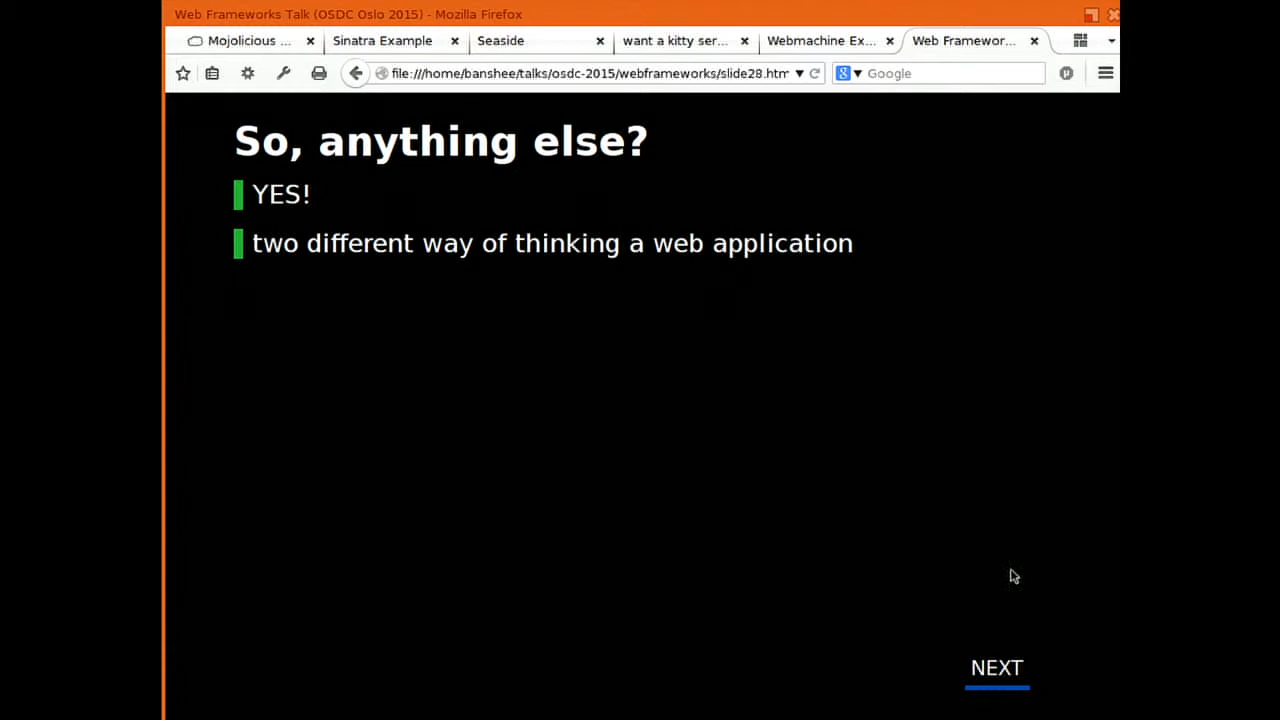 Web Frameworks Talk (OSDC Oslo 2015) - Mozilla Firefox
Mojolicious ... Sinatra Example Seaside want a kitty ser... Webmachine Ex... Web Framewor...
file:///home/banshee/talks/osdc-2015/webframeworks/slide28.htm Google
So, anything else?
YES!
two different way of thinking a web application
NEXT